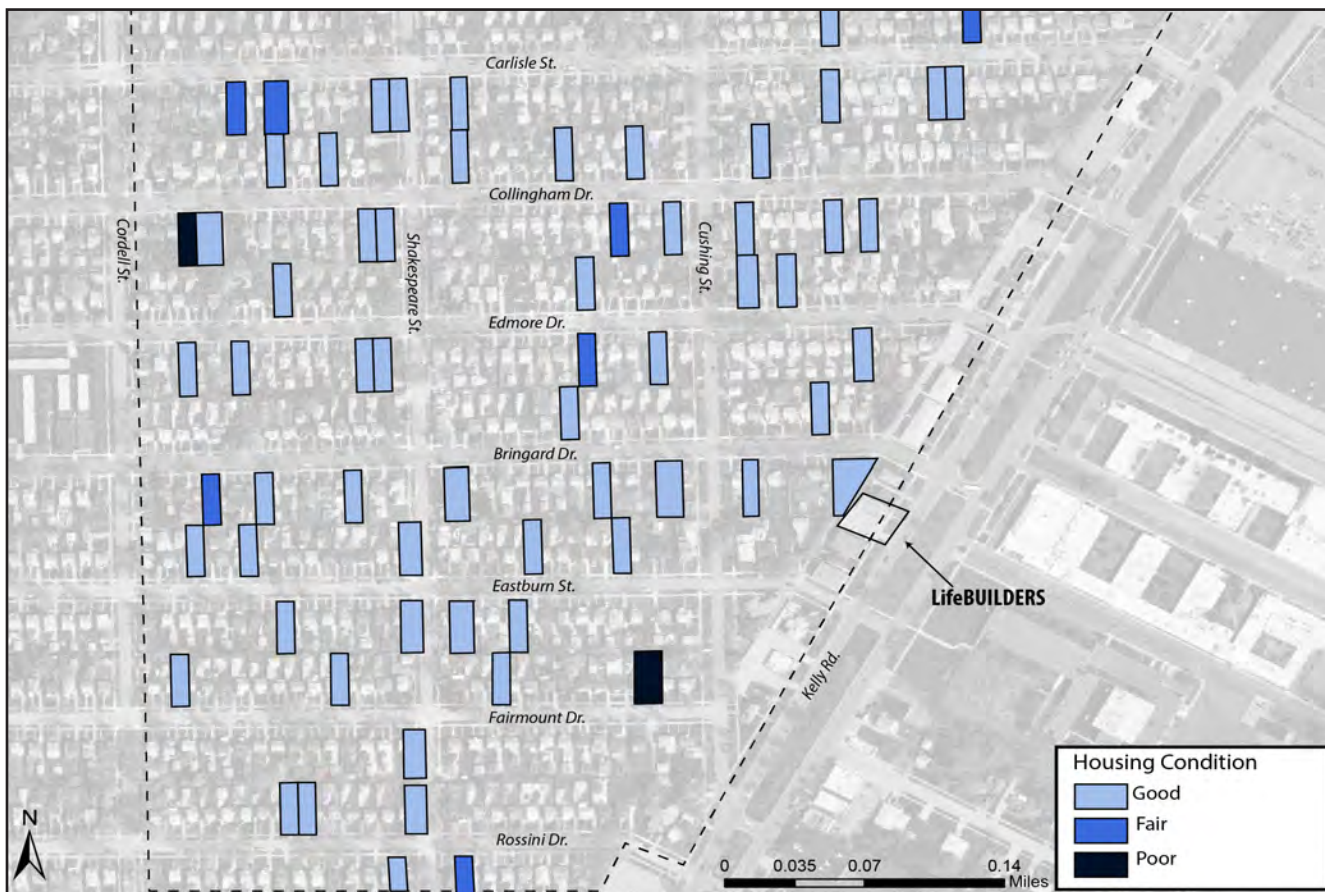 Carlisle St.
Collingham Dr.
Cordell St.
Shakespeare St.
Cushing St.
Edmore Dr.
Bringard Dr.
Eastburn St.
LifeBUILDERS
Kelly Rd.
Fairmount Dr.
Rossini Dr.
N
Housing Condition
Good
Fair
Poor
0 0.035 0.07 0.14
Miles